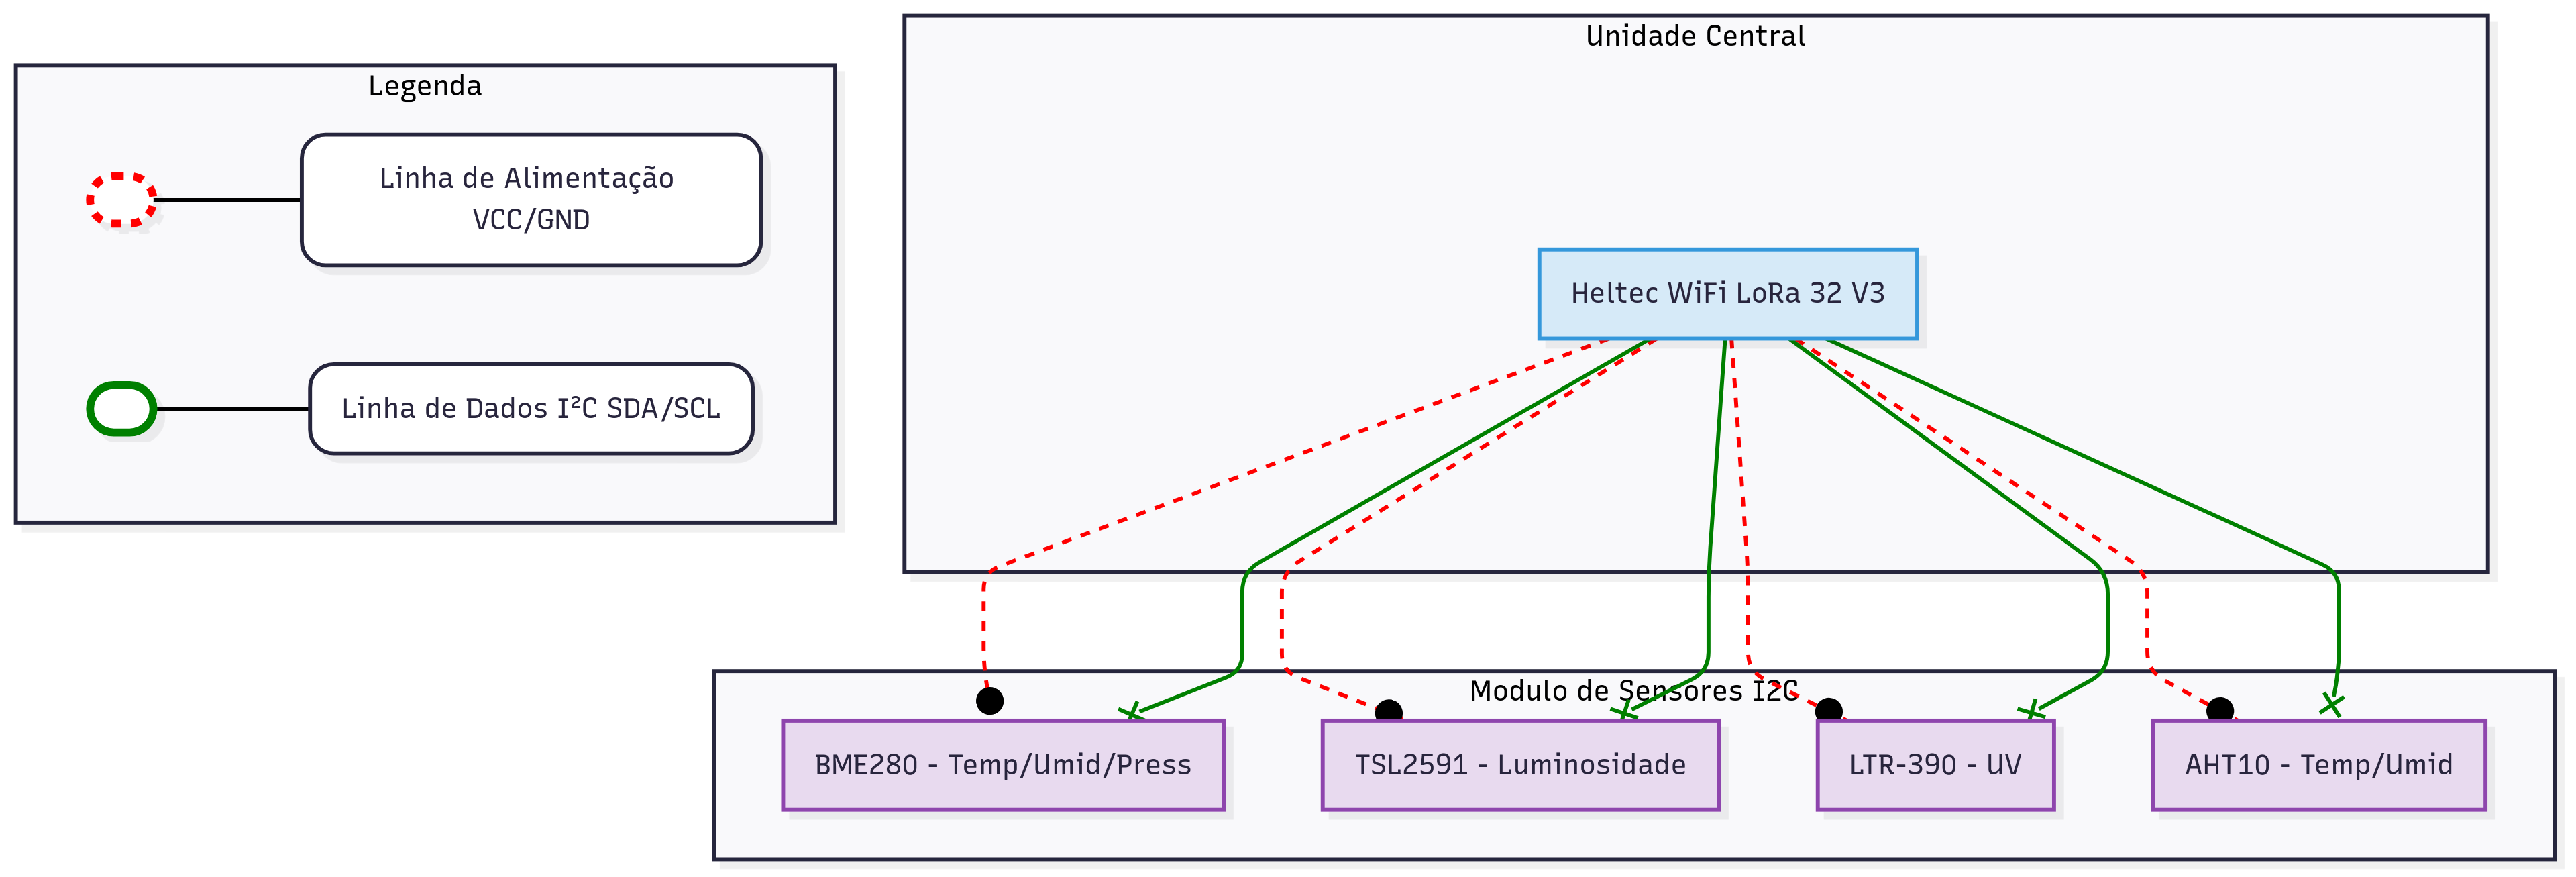 Legenda
Linha de Alimentação
VCC/GND
Linha de Dados I²C SDA/SCL
Unidade Central
Heltec WiFi LoRa 32 V3
Modulo de Sensores I2C
BME280 - Temp/Umid/Press
TSL2591 - Luminosidade
LTR-390 - UV
AHT10 - Temp/Umid